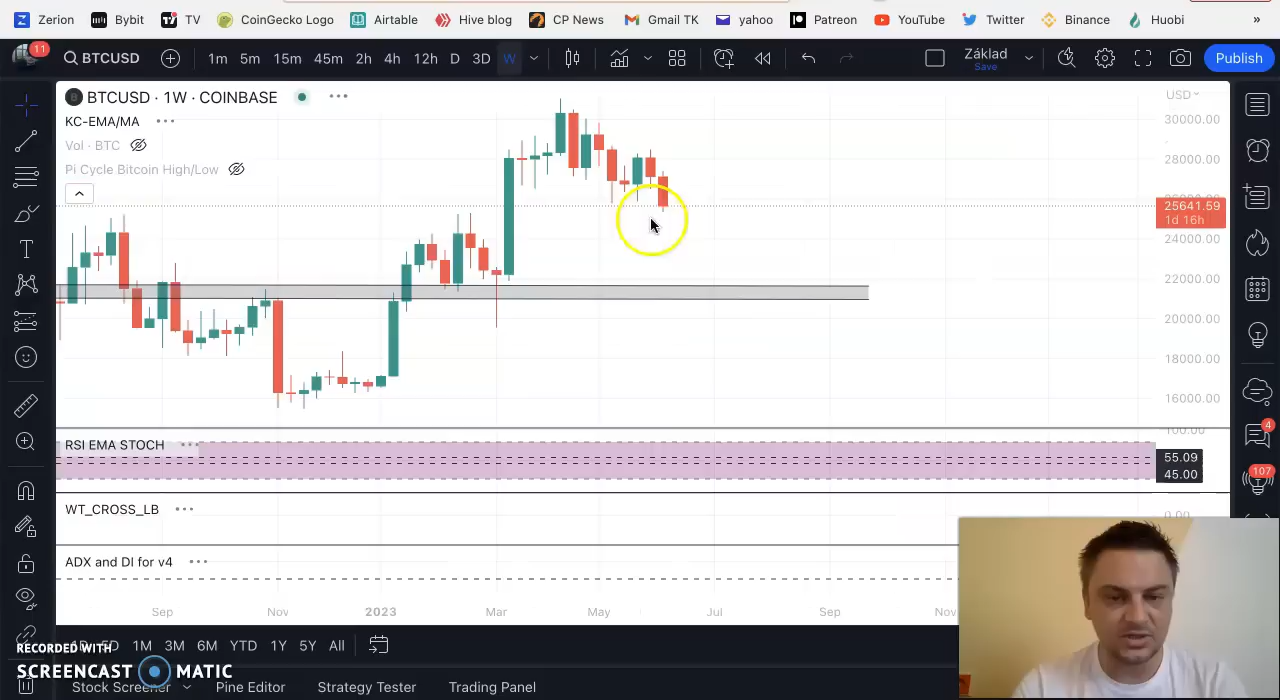 Zerion Bybit TV CoinGecko Logo Airtable Hive blog CP News Gmail TK yahoo Patreon YouTube Twitter Binance Huobi »
11 BTCUSD 1m 5m 15m 45m 2h 4h 12h D 3D W Základ Save Publish
BTCUSD · 1W · COINBASE USD
KC-EMA/MA 30000.00
Vol · BTC
28000.00
Pi Cycle Bitcoin High/Low
25641.59
1d 16h
24000.00
22000.00
20000.00
18000.00
16000.00
100.00
RSI EMA STOCH 4
55.09
45.00 107
WT_CROSS_LB 0.00
ADX and DI for v4
Sep Nov 2023 Mar May Jul Sep Nov
5D 1M 3M 6M YTD 1Y 5Y All
RECORDED WITH
SCREENCAST MATIC
Stock Screener Pine Editor Strategy Tester Trading Panel